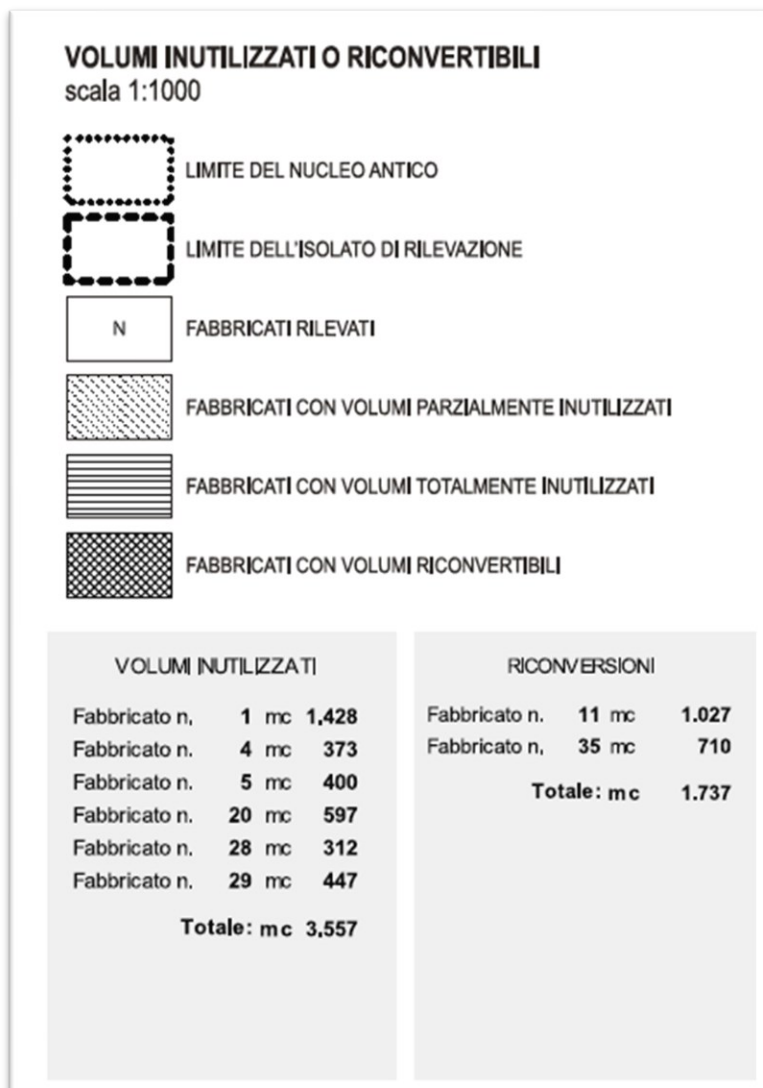 VOLUMI INUTILIZZATI O RICONVERTIBILI
scala 1:1000
LIMITE DEL NUCLEO ANTICO
LIMITE DELL'ISOLATO DI RILEVAZIONE
N FABBRICATI RILEVATI
FABBRICATI CON VOLUMI PARZIALMENTE INUTILIZZATI
FABBRICATI CON VOLUMI TOTALMENTE INUTILIZZATI
FABBRICATI CON VOLUMI RICONVERTIBILI
VOLUMI INUTILIZZATI
Fabbricato n. 1 mc 1.428
Fabbricato n. 4 mc 373
Fabbricato n. 5 mc 400
Fabbricato n. 20 mc 597
Fabbricato n. 28 mc 312
Fabbricato n. 29 mc 447
Totale: mc 3.557
RICONVERSIONI
Fabbricato n. 11 mc 1.027
Fabbricato n. 35 mc 710
Totale: mc 1.737